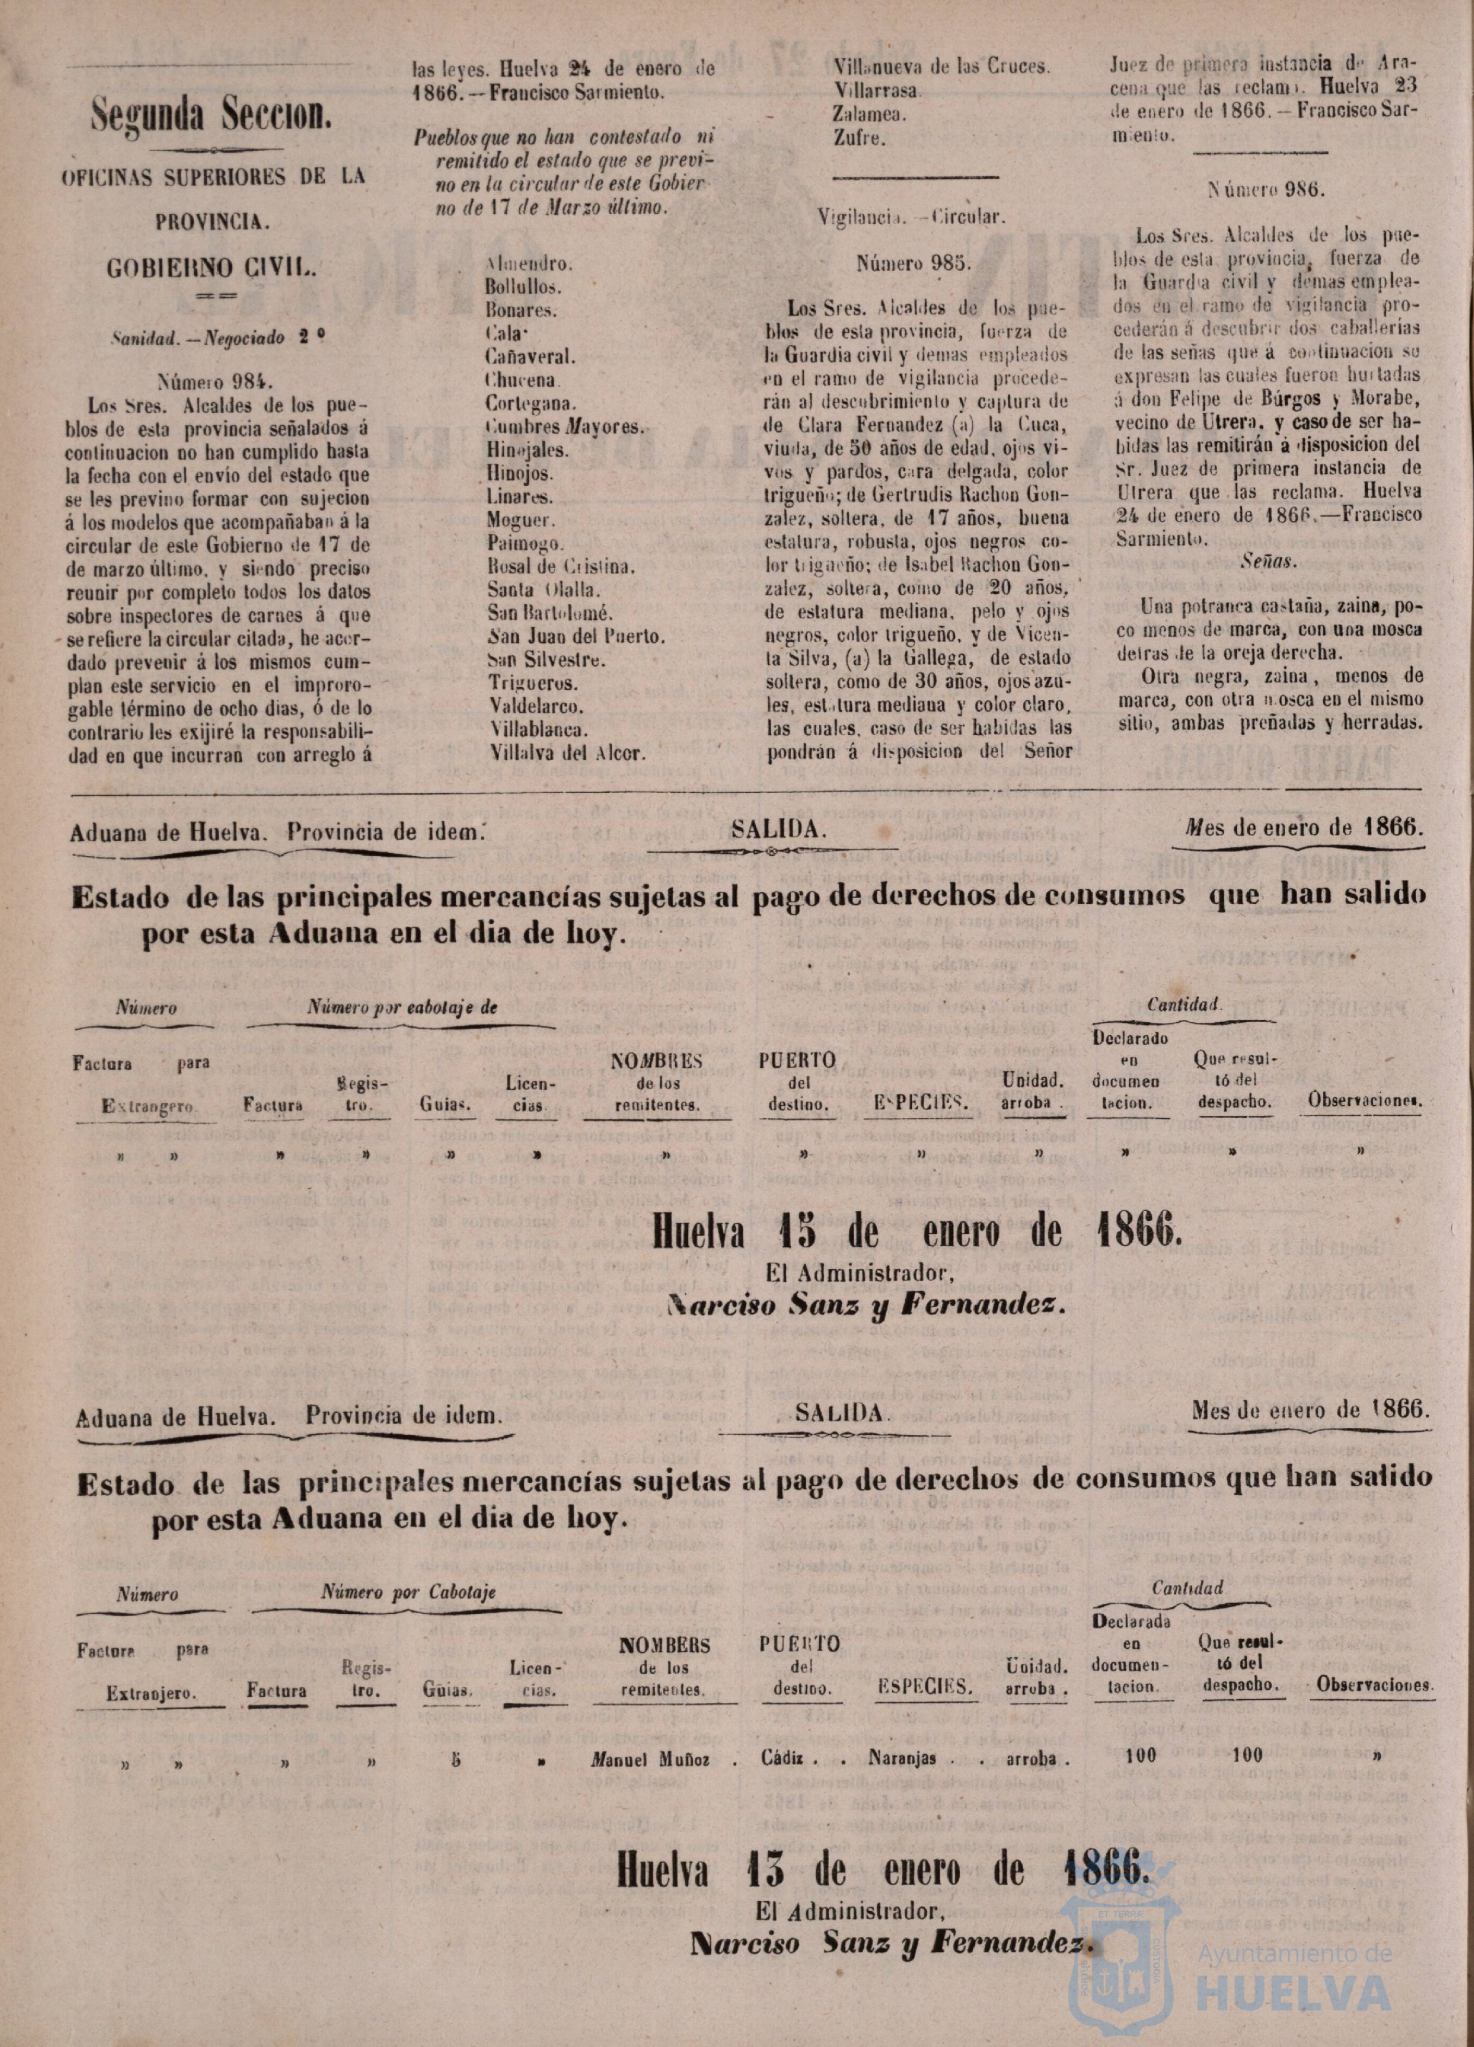 Segunda Seccion.
OFICINAS SUPERIORES DE LA
PROVINCIA.
GOBIERNO CIVIL.
Sanidad.—Negociado 2º
Número 984.
Los Sres. Alcaldes de los pue-
blos de esta provincia señalados á
continuacion no han cumplido hasta
la fecha con el envío del estado que
se les previno formar con sujecion
á los modelos que acompañaban á la
circular de este Gobierno de 17 de
de marzo último, y siendo preciso
reunir por completo todos los datos
sobre inspectores de carnes á que
se refiere la circular citada, he acor-
dado prevenir á los mismos cum-
plan este servicio en el improro-
gable término de ocho dias, ó de lo
contrario les exijiré la responsabili-
dad en que incurran con arreglo á
las leyes. Huelva 24 de enero de
1866.—Francisco Sarmiento.
Pueblos que no han contestado ni
remitido el estado que se previ-
no en la circular de este Gobier
no de 17 de Marzo último.
Almendro.
Bollullos.
Bonares.
Cala
Cañaveral.
Chucena.
Cortegana.
Cumbres Mayores.
Hinojales.
Hinojos.
Linares.
Moguer.
Paimogo.
Rosal de Cristina.
Santa Olalla.
San Bartolomé.
San Juan del Puerto.
San Silvestre.
Trigueros.
Valdelarco.
Villablanca.
Villalva del Alcor.
Villanueva de las Cruces.
Villarrasa.
Zalamea.
Zufre.
Vigilancia.—Circular.
Número 985.
Los Sres. Alcaldes de los pue-
blos de esta provincia, fuerza de
la Guardia civil y demas empleados
en el ramo de vigilancia procede-
rán al descubrimiento y captura de
de Clara Fernandez (a) la Cuca,
viuda, de 50 años de edad, ojos vi-
vos y pardos, cara delgada, color
trigueño; de Gertrudis Rachon Gon-
zalez, soltera, de 17 años, buena
estatura, robusta, ojos negros co-
lor trigueño; de Isabel Rachon Gon-
zalez, soltera, como de 20 años,
de estatura mediana, pelo y ojos
negros, color trigueño, y de Vicen-
ta Silva, (a) la Gallega, de estado
soltera, como de 30 años, ojos azu-
les, estatura mediana y color claro,
las cuales, caso de ser habidas las
pondrán á disposicion del Señor
Juez de primera instancia de Ara-
cena que las reclama. Huelva 23
de enero de 1866.—Francisco Sar-
miento.
Número 986.
Los Sres. Alcaldes de los pue-
blos de esta provincia, fuerza de
la Guardia civil y demas emplea-
dos en el ramo de vigilancia pro-
cederán á descubrir dos caballerías
de las señas que á continuacion se
expresan las cuales fueron hurtadas
á don Felipe de Búrgos y Morabe,
vecino de Utrera, y caso de ser ha-
bidas las remitirán á disposicion del
Sr. Juez de primera instancia de
Utrera que las reclama. Huelva
24 de enero de 1866.—Francisco
Sarmiento.
Señas.
Una potranca castaña, zaina, po-
co menos de marca, con una mosca
detras de la oreja derecha.
Otra negra, zaina, menos de
marca, con otra mosca en el mismo
sitio, ambas preñadas y herradas.
Aduana de Huelva. Provincia de idem. SALIDA. Mes de enero de 1866.
Estado de las principales mercancías sujetas al pago de derechos de consumos que han salido
por esta Aduana en el dia de hoy.
Número Número por cabotaje de Cantidad.
Factura para Extrangero. Factura Regis-tro. Guias. Licen-cias. NOMBRES de los remitentes. PUERTO del destino. ESPECIES. Unidad. arroba. Declarado en documen tacion. Que resul-tó del despacho. Observaciones.
» » » » » » » » » » » » »
Huelva 15 de enero de 1866.
El Administrador,
Narciso Sanz y Fernandez.
Aduana de Huelva. Provincia de idem. SALIDA. Mes de enero de 1866.
Estado de las principales mercancías sujetas al pago de derechos de consumos que han salido
por esta Aduana en el dia de hoy.
Número Número por Cabotaje Cantidad
Factura para Extranjero. Factura Regis-tro. Guias. Licen-cias. NOMBERS de los remitentes. PUERTO del destino. ESPECIES. Unidad. arroba. Declarada en documen-tacion. Que resul-tó del despacho. Observaciones.
» » » » 5 » Manuel Muñoz . Cádiz . . Naranjas . . arroba . 100 100 »
Huelva 13 de enero de 1866.
El Administrador,
Narciso Sanz y Fernandez.
Ayuntamiento de
HUELVA